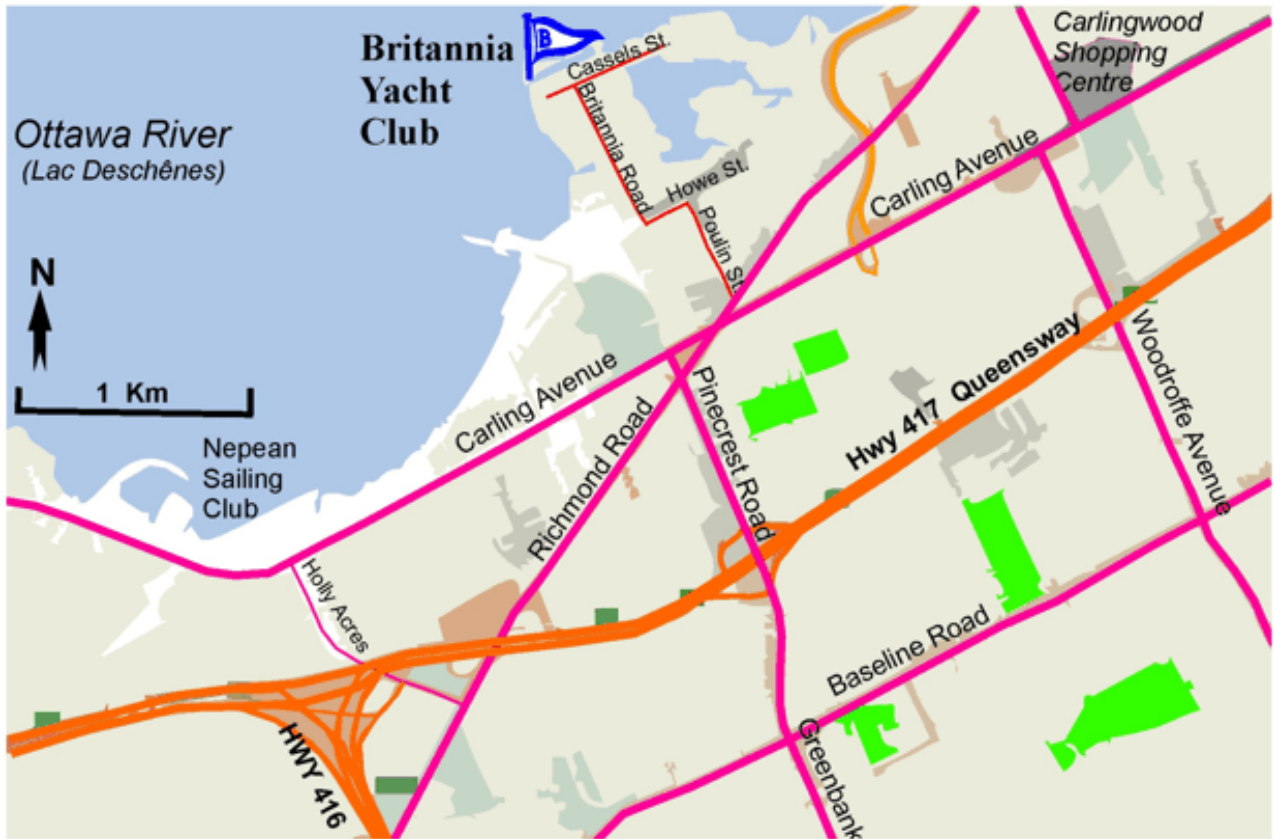 Britannia
Yacht
Club
B
Cassels St.
Carlingwood
Shopping
Centre
Ottawa River
(Lac Deschênes)
Britannia Road
Howe St.
Poulin St.
Carling Avenue
N
1 Km
Carling Avenue
Richmond Road
Pinecrest Road
Hwy 417 Queensway
Woodroffe Avenue
Nepean
Sailing
Club
Holly Acres
Baseline Road
HWY 416
Greenbank